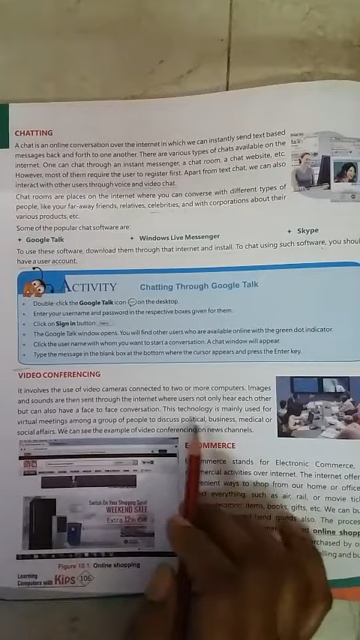 CHATTING
A chat is an online conversation over the internet in which we can instantly send text based
messages back and forth to one another. There are various types of chats available on the
internet. One can chat through an instant messenger, a chat room, a chat website, etc.
However, most of them require the user to register first. Apart from text chat, we can also
interact with other users through voice and video chat.
Chat rooms are places on the internet where you can converse with different types of
people, like your far-away friends, relatives, celebrities, and with corporations about their
various products, etc.
Some of the popular chat software are:
Google Talk
Windows Live Messenger
Skype
To use these software, download them through that internet and install. To chat using such software, you shou
have a user account.
ACTIVITY Chatting Through Google Talk
Double-click the Google Talk icon on the desktop.
Enter your username and password in the respective boxes given for them.
Click on Sign in button.
The Google Talk window opens. You will find other users who are available online with the green dot indicator.
Click the user name with whom you want to start a conversation. A chat window will appear.
Type the message in the blank box at the bottom where the cursor appears and press the Enter key.
VIDEO CONFERENCING
It involves the use of video cameras connected to two or more computers. Images
and sounds are then sent through the internet where users not only hear each other
but can also have a face to face conversation. This technology is mainly used for
virtual meetings among a group of people to discuss political, business, medical or
social affairs. We can see the example of video conferencing on news channels.
E-COMMERCE
mmerce stands for Electronic Commerce,
mercial activities over internet. The internet offer
enient ways to shop from our home or office
everything, such as air, rail, or movie tick
items, books, gifts, etc. We can bu
goods also. The proce
online shopp
rchased by o
elling and bu
Switch On Your Shopping Spree!
WEEKEND SALE
Extra 12% Off
Figure 10.1 Online shopping
Learning
Computers with Kips 106